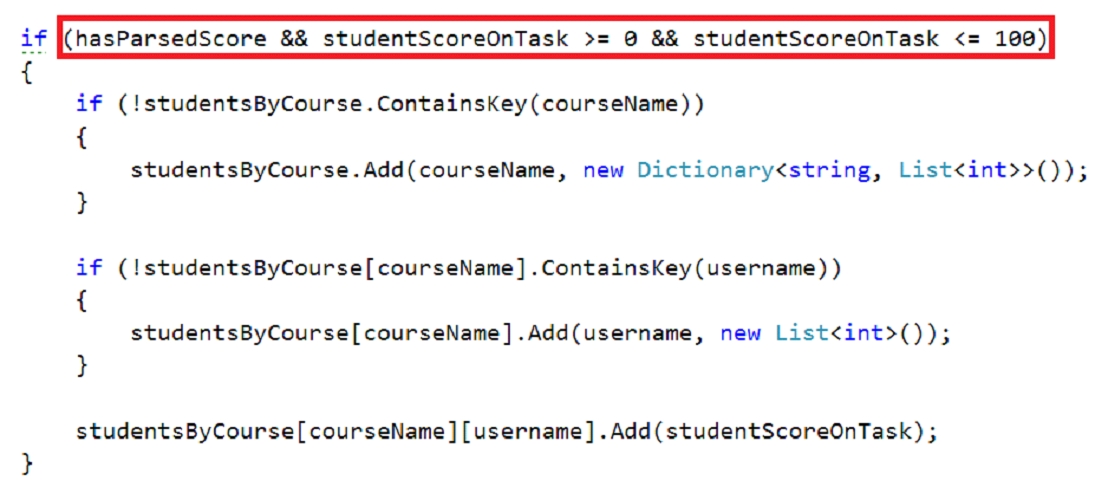 if (hasParsedScore && studentScoreOnTask >= 0 && studentScoreOnTask <= 100)
{
    if (!studentsByCourse.ContainsKey(courseName))
    {
        studentsByCourse.Add(courseName, new Dictionary<string, List<int>>());
    }

    if (!studentsByCourse[courseName].ContainsKey(username))
    {
        studentsByCourse[courseName].Add(username, new List<int>());
    }

    studentsByCourse[courseName][username].Add(studentScoreOnTask);
}